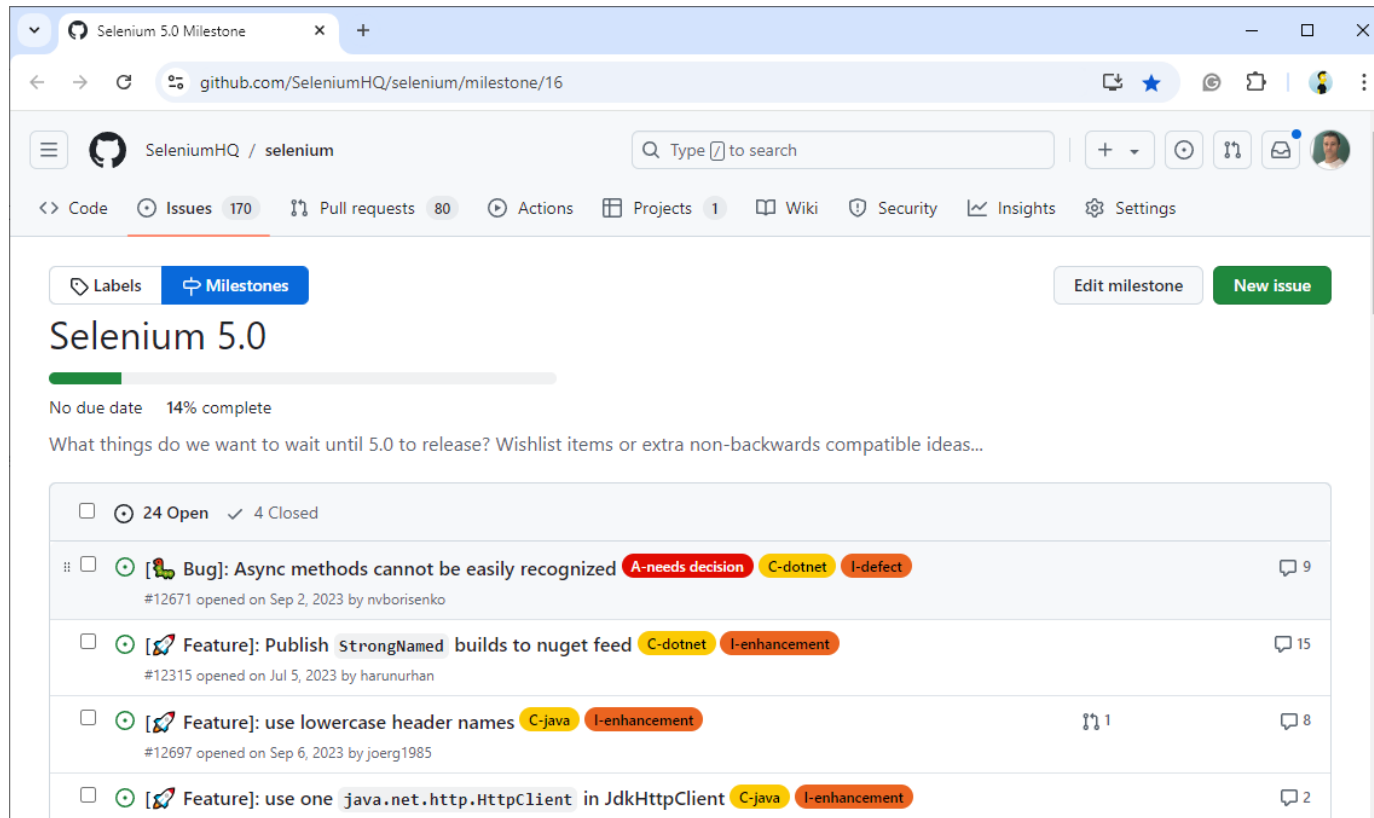 Selenium 5.0 Milestone
github.com/SeleniumHQ/selenium/milestone/16
SeleniumHQ / selenium
Type / to search
Code Issues 170 Pull requests 80 Actions Projects 1 Wiki Security Insights Settings
Labels Milestones Edit milestone New issue
Selenium 5.0
No due date 14% complete
What things do we want to wait until 5.0 to release? Wishlist items or extra non-backwards compatible ideas...
24 Open 4 Closed
[🐛 Bug]: Async methods cannot be easily recognized A-needs decision C-dotnet I-defect 9
#12671 opened on Sep 2, 2023 by nvborisenko
[🚀 Feature]: Publish StrongNamed builds to nuget feed C-dotnet I-enhancement 15
#12315 opened on Jul 5, 2023 by harunurhan
[🚀 Feature]: use lowercase header names C-java I-enhancement 1 8
#12697 opened on Sep 6, 2023 by joerg1985
[🚀 Feature]: use one java.net.http.HttpClient in JdkHttpClient C-java I-enhancement 2